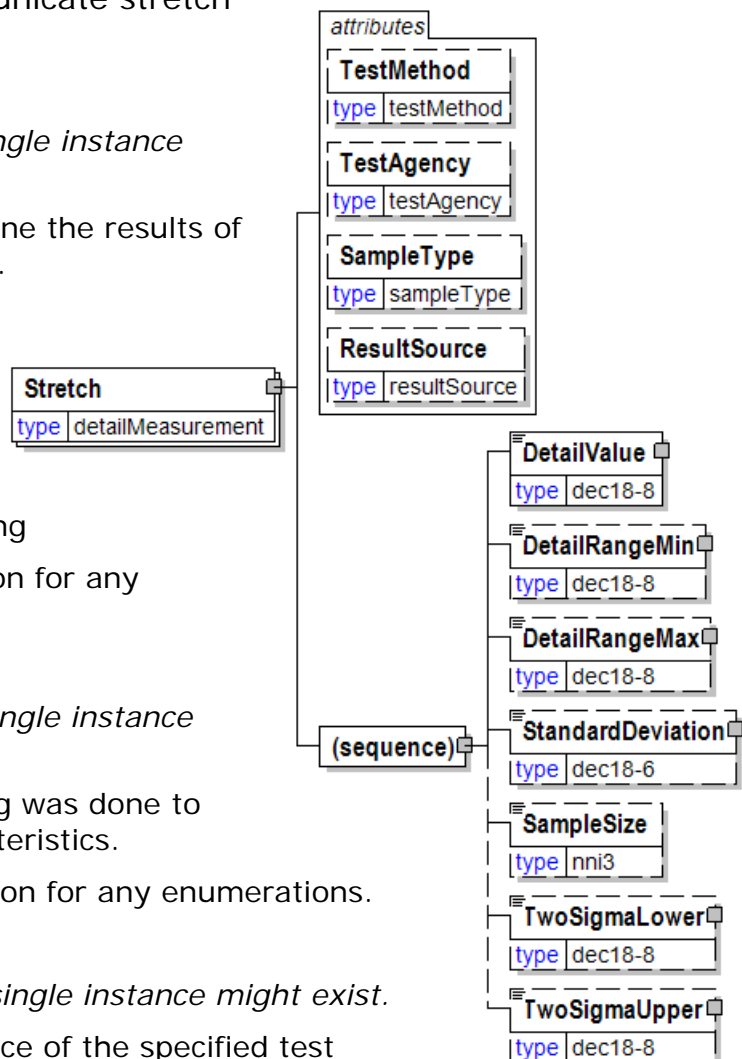 unicate stretch
ngle instance
ne the results of
.
ng
on for any
ngle instance
g was done to
teristics.
on for any enumerations.
single instance might exist.
ce of the specified test
attributes
TestMethod
type testMethod
TestAgency
type testAgency
SampleType
type sampleType
ResultSource
type resultSource
Stretch
type detailMeasurement
(sequence)
DetailValue
type dec18-8
DetailRangeMin
type dec18-8
DetailRangeMax
type dec18-8
StandardDeviation
type dec18-6
SampleSize
type nni3
TwoSigmaLower
type dec18-8
TwoSigmaUpper
type dec18-8